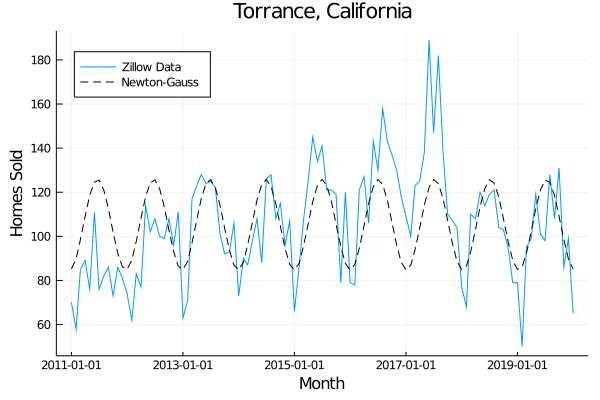 Torrance, California
Zillow Data
Newton-Gauss
Homes Sold
180
160
140
120
100
80
60
2011-01-01 2013-01-01 2015-01-01 2017-01-01 2019-01-01
Month